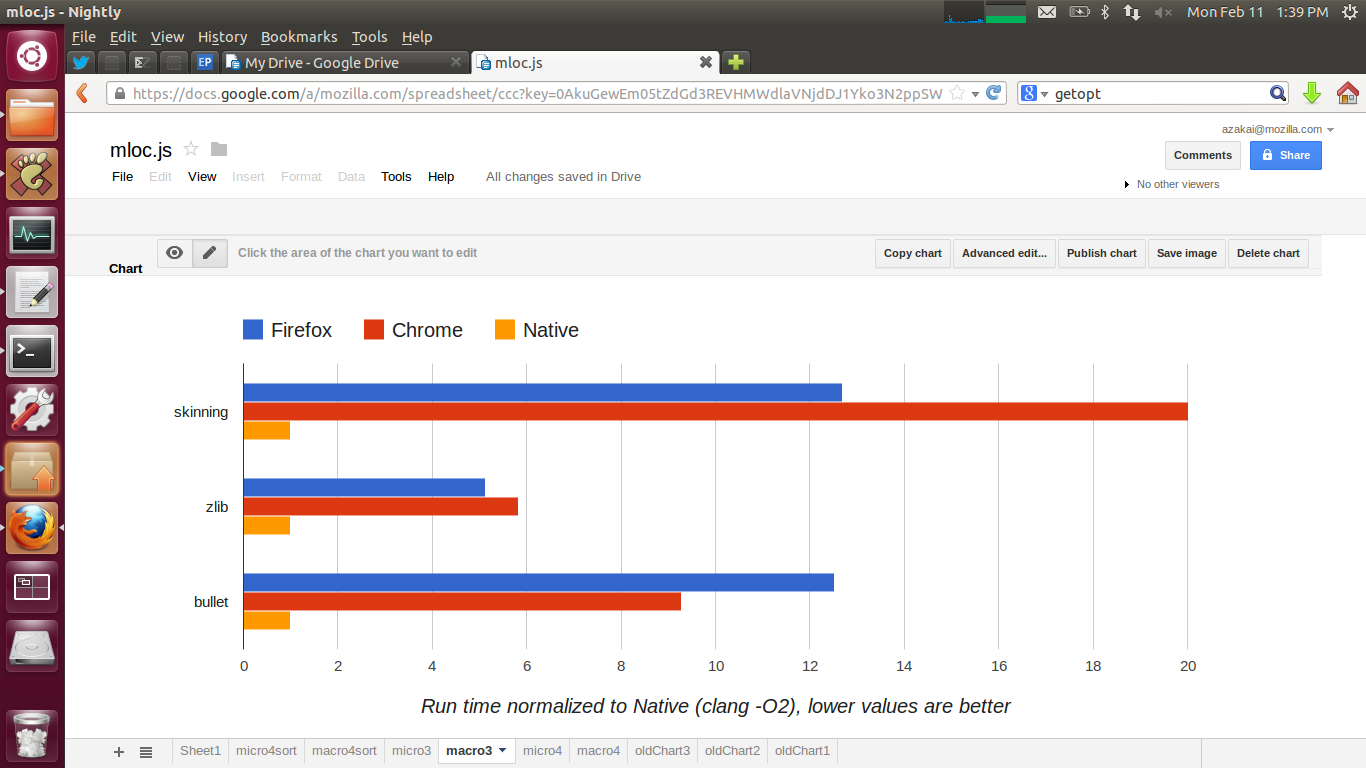 mloc.js - Nightly
Mon Feb 11 1:39 PM
File Edit View History Bookmarks Tools Help
EP My Drive - Google Drive mloc.js
https://docs.google.com/a/mozilla.com/spreadsheet/ccc?key=0AkuGewEm05tZdGd3REVHMWdlaVNjdDJ1Yko3N2ppSW
8 getopt
azakai@mozilla.com
mloc.js
Comments Share
File Edit View Insert Format Data Tools Help All changes saved in Drive
No other viewers
Chart Click the area of the chart you want to edit Copy chart Advanced edit... Publish chart Save image Delete chart
Firefox Chrome Native
skinning
zlib
bullet
0 2 4 6 8 10 12 14 16 18 20
Run time normalized to Native (clang -O2), lower values are better
+ Sheet1 micro4sort macro4sort micro3 macro3 micro4 macro4 oldChart3 oldChart2 oldChart1